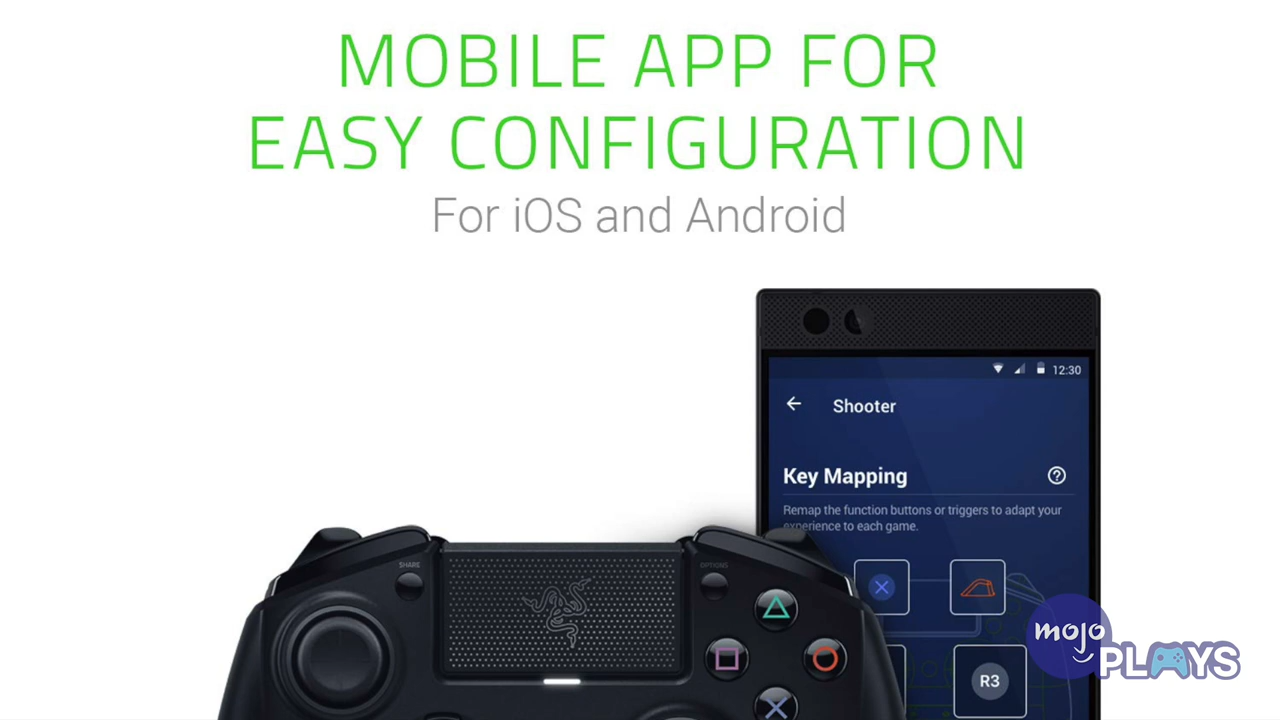 MOBILE APP FOR
EASY CONFIGURATION
For iOS and Android
12:30
Shooter
Key Mapping
Remap the function buttons or triggers to adapt your
experience to each game.
SHARE
OPTIONS
R3
mojo
PLAYS